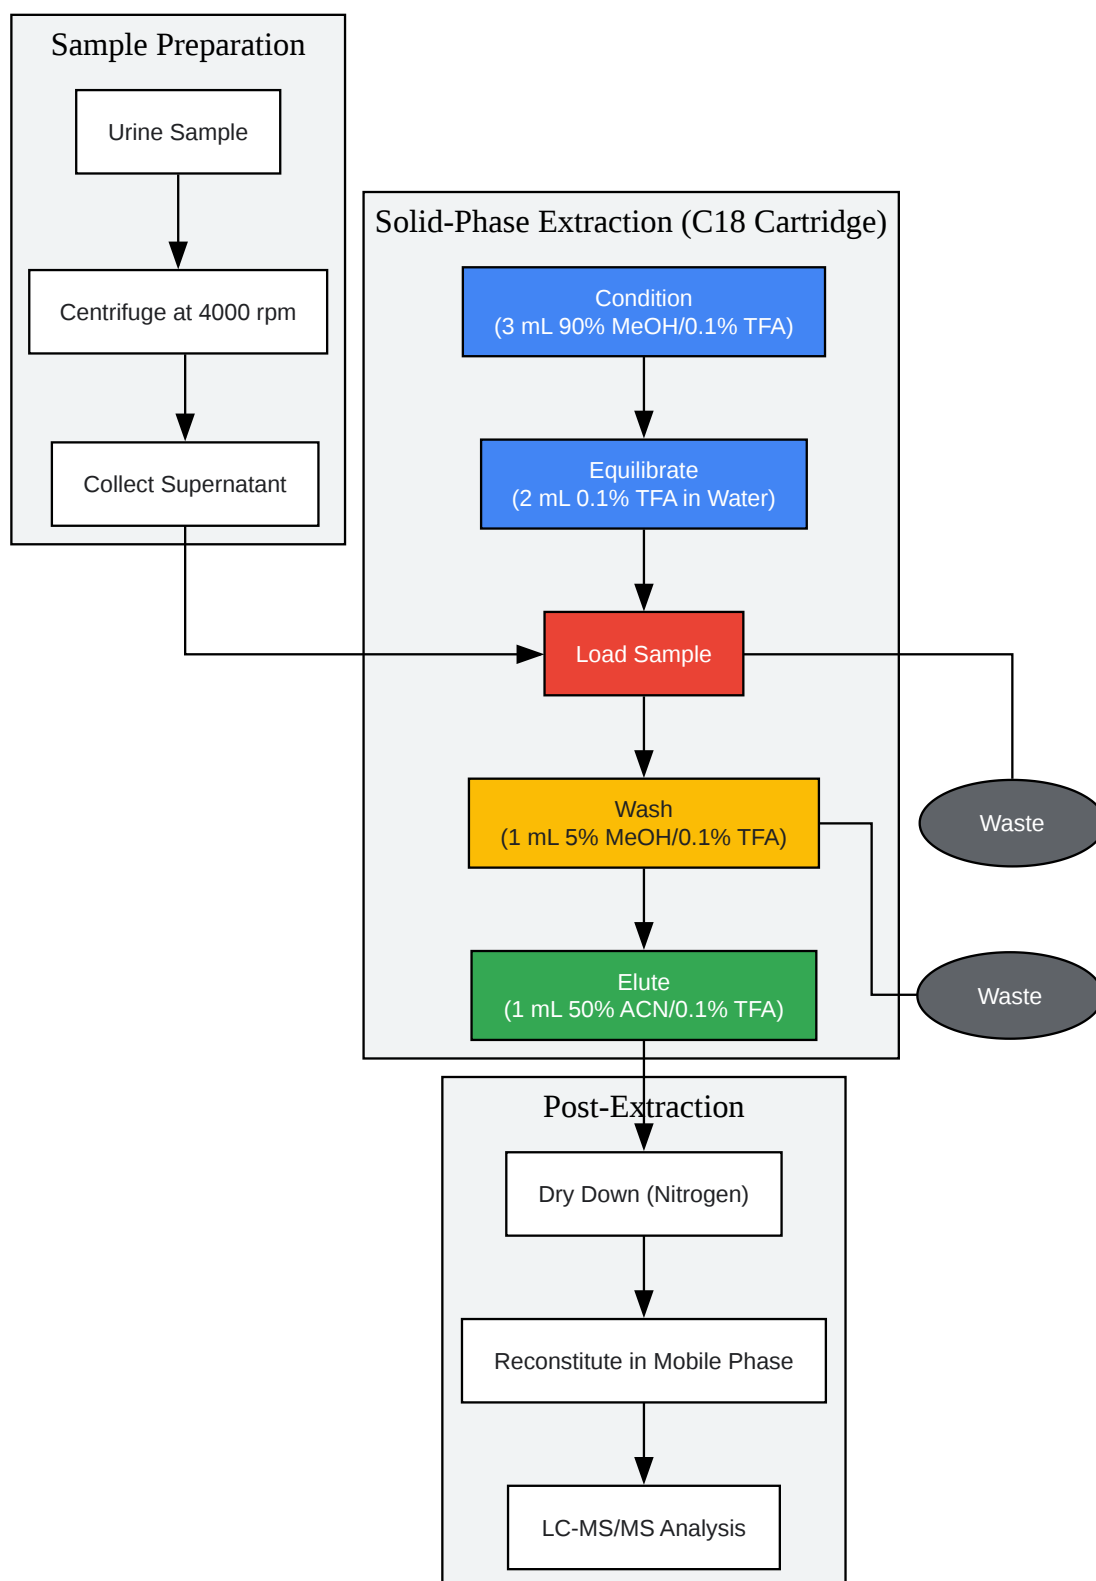 Sample Preparation
Urine Sample
Centrifuge at 4000 rpm
Collect Supernatant
Solid-Phase Extraction (C18 Cartridge)
Condition
(3 mL 90% MeOH/0.1% TFA)
Equilibrate
(2 mL 0.1% TFA in Water)
Load Sample
Wash
(1 mL 5% MeOH/0.1% TFA)
Waste
Elute
(1 mL 50% ACN/0.1% TFA)
Waste
Post-Extraction
Dry Down (Nitrogen)
Reconstitute in Mobile Phase
LC-MS/MS Analysis